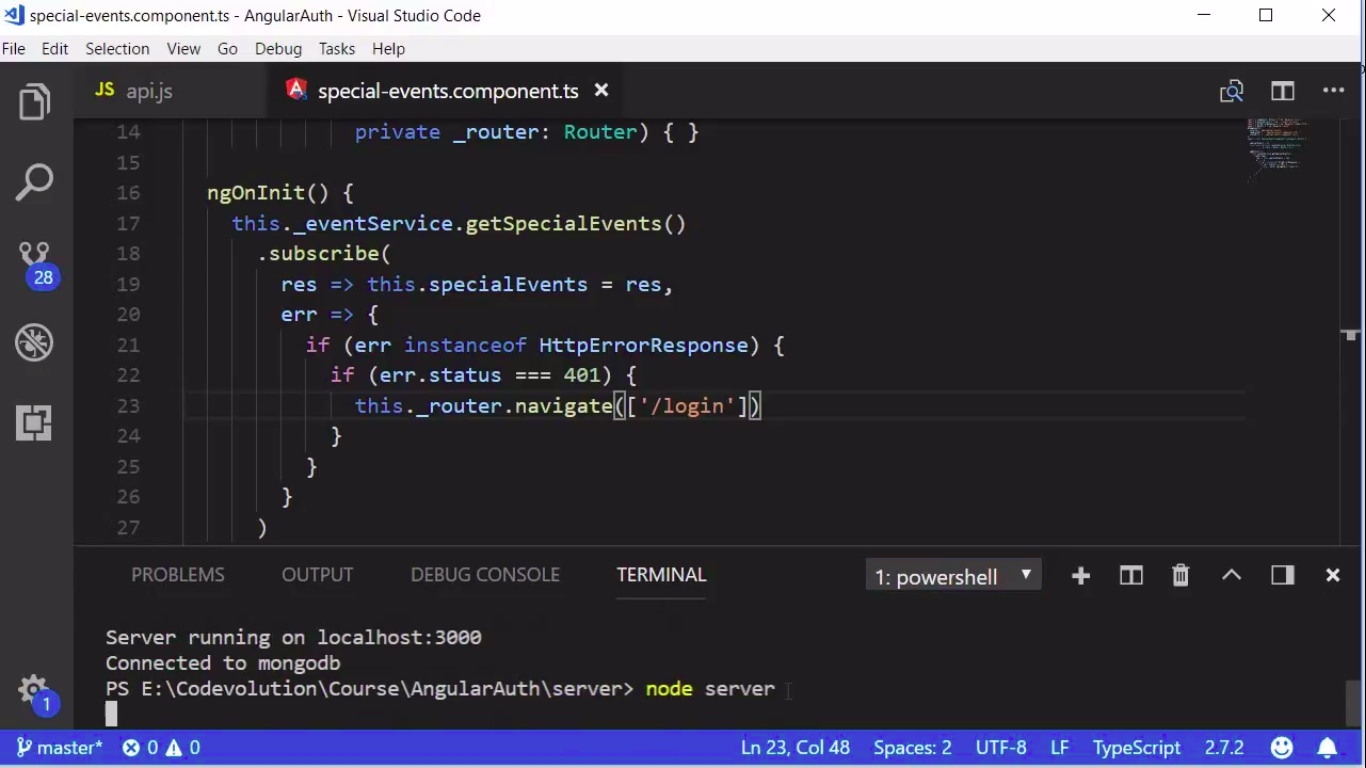 special-events.component.ts - AngularAuth - Visual Studio Code
File Edit Selection View Go Debug Tasks Help
JS api.js special-events.component.ts
14 private _router: Router) { }
15
16 ngOnInit() {
17 this._eventService.getSpecialEvents()
18 .subscribe(
19 res => this.specialEvents = res,
20 err => {
21 if (err instanceof HttpErrorResponse) {
22 if (err.status === 401) {
23 this._router.navigate(['/login'])
24 }
25 }
26 }
27 )
28
PROBLEMS OUTPUT DEBUG CONSOLE TERMINAL 1: powershell
Server running on localhost:3000
Connected to mongodb
PS E:\Codevolution\Course\AngularAuth\server> node server
1
master* 0 0 Ln 23, Col 48 Spaces: 2 UTF-8 LF TypeScript 2.7.2